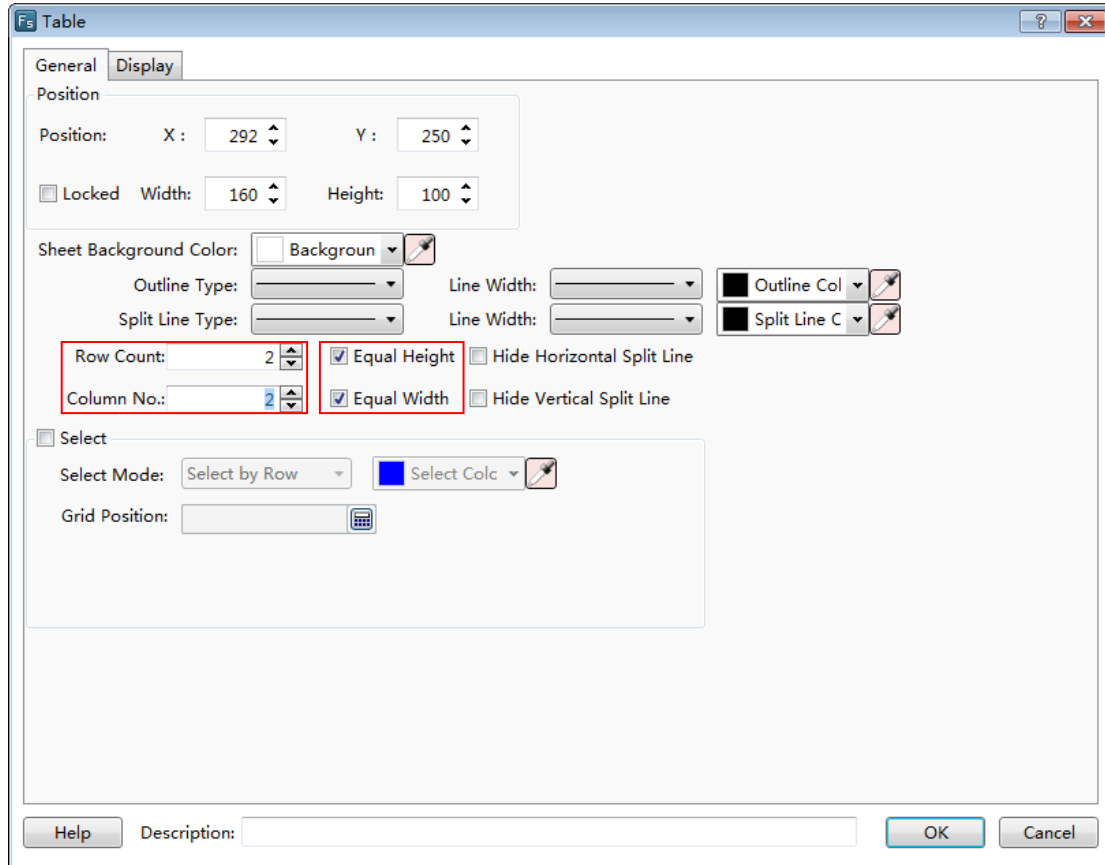 Fs Table
General Display
Position
Position: X : 292 Y : 250
Locked Width: 160 Height: 100
Sheet Background Color: Backgroun
Outline Type: Line Width: Outline Col
Split Line Type: Line Width: Split Line C
Row Count: 2 Equal Height Hide Horizontal Split Line
Column No.: 2 Equal Width Hide Vertical Split Line
Select
Select Mode: Select by Row Select Colc
Grid Position:
Help Description: OK Cancel